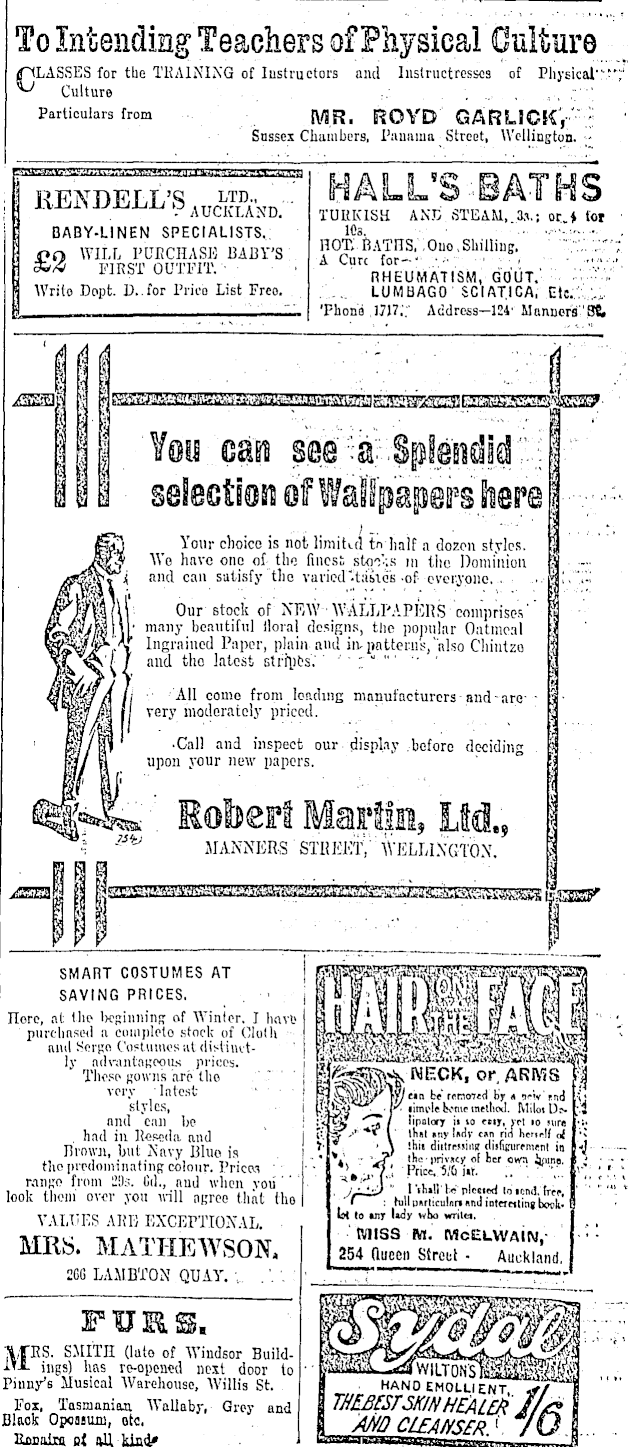 To Intending Teachers of Physical Culture
CLASSES for the TRAINING of Instructors and Instructresses of Physical
Culture
Particulars from
MR. ROYD GARLICK,
Sussex Chambers, Panama Street, Wellington.
RENDELL'S LTD.,
AUCKLAND.
BABY-LINEN SPECIALISTS.
£2 WILL PURCHASE BABY'S
FIRST OUTFIT.
Write Dept. D. for Price List Free.
HALL'S BATHS
TURKISH AND STEAM, 3s.; or 4 for
10s.
HOT BATHS, One Shilling.
A Cure for—
RHEUMATISM, GOUT.
LUMBAGO SCIATICA, Etc.
'Phone 1717. Address—124 Manners St.
You can see a Splendid
selection of Wallpapers here
Your choice is not limited to half a dozen styles.
We have one of the finest stocks in the Dominion
and can satisfy the varied tastes of everyone.
Our stock of NEW WALLPAPERS comprises
many beautiful floral designs, the popular Oatmeal
Ingrained Paper, plain and in patterns, also Chintze
and the latest stripes.
All come from leading manufacturers and are
very moderately priced.
Call and inspect our display before deciding
upon your new papers.
754
Robert Martin, Ltd.,
MANNERS STREET, WELLINGTON.
SMART COSTUMES AT
SAVING PRICES.
Here, at the beginning of Winter, I have
purchased a complete stock of Cloth
and Serge Costumes at distinct-
ly advantageous prices.
These gowns are the
very latest
styles,
and can be
had in Reseda and
Brown, but Navy Blue is
the predominating colour. Prices
range from 29s. 6d., and when you
look them over you will agree that the
VALUES ARE EXCEPTIONAL.
MRS. MATHEWSON.
266 LAMBTON QUAY.
FURS.
MRS. SMITH (late of Windsor Build-
ings) has re-opened next door to
Pinny's Musical Warehouse, Willis St.
Fox, Tasmanian Wallaby, Grey and
Black Opossum, etc.
Repairs of all kinds
HAIR ON THE FACE
NECK, or ARMS
can be removed by a new and
simple home method. Milos De-
lipatory is so easy, yet so sure
that any lady can rid herself of
this distressing disfigurement in
the privacy of her own home.
Price, 5/6 jar.
I shall be pleased to send, free,
full particulars and interesting book-
let to any lady who writes.
MISS M. McELWAIN,
254 Queen Street - Auckland.
Sydal
WILTONS
HAND EMOLLIENT.
THE BEST SKIN HEALER
AND CLEANSER. 1/6